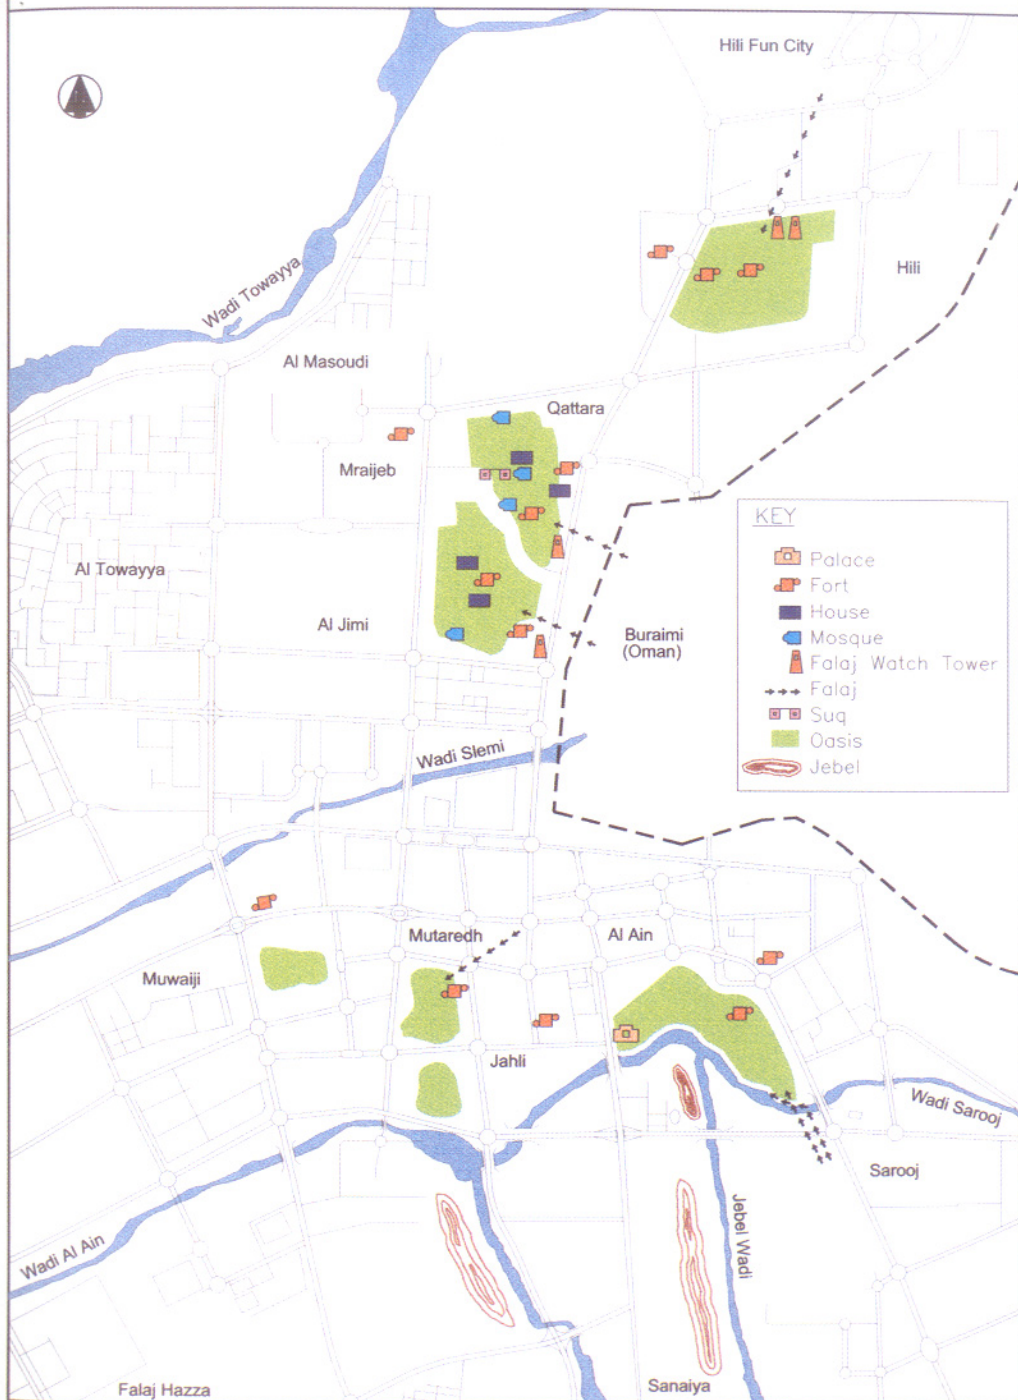 Hili Fun City
Wadi Towayya
Hili
Al Masoudi
Qattara
Mraijeb
KEY
Palace
Fort
House
Mosque
Falaj Watch Tower
Falaj
Suq
Oasis
Jebel
Al Towayya
Al Jimi
Buraimi
(Oman)
Wadi Slemi
Mutaredh
Al Ain
Muwaiji
Jahli
Wadi Sarooj
Sarooj
Jebel Wadi
Wadi Al Ain
Falaj Hazza
Sanaiya